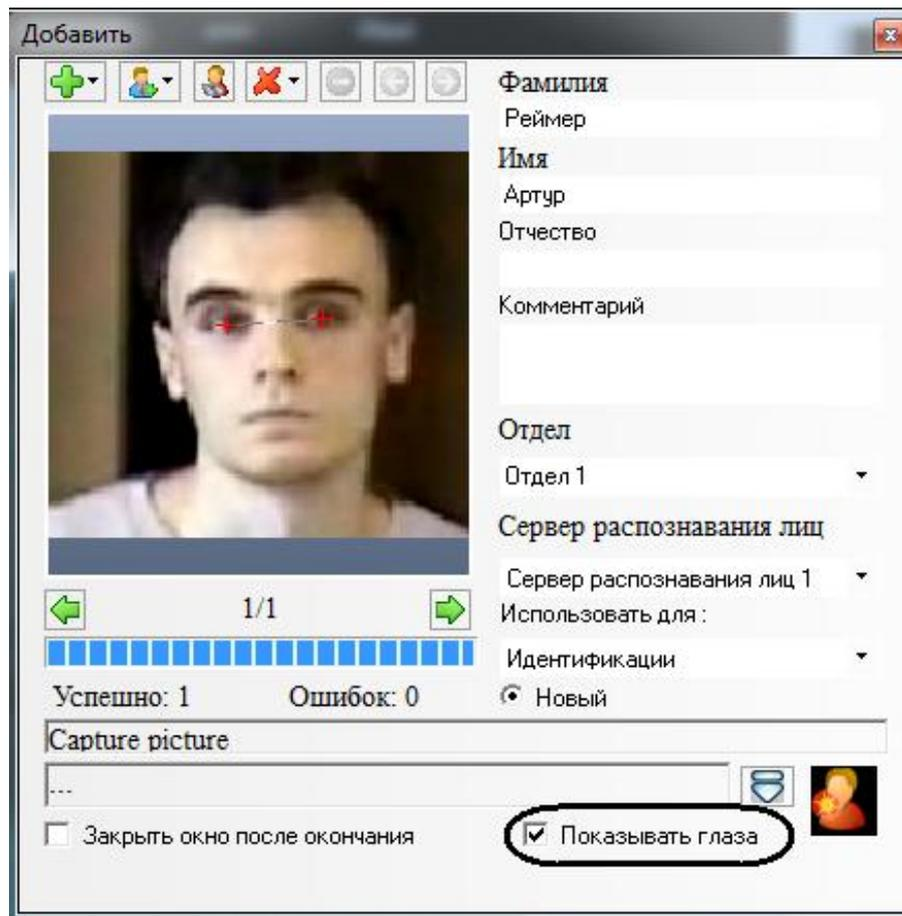 Добавить
Фамилия
Реймер
Имя
Артур
Отчество
Комментарий
Отдел
Отдел 1
Сервер распознавания лиц
Сервер распознавания лиц 1
1/1
Использовать для :
Идентификации
Успешно: 1 Ошибок: 0
Новый
Capture picture
...
Закрыть окно после окончания
Показывать глаза